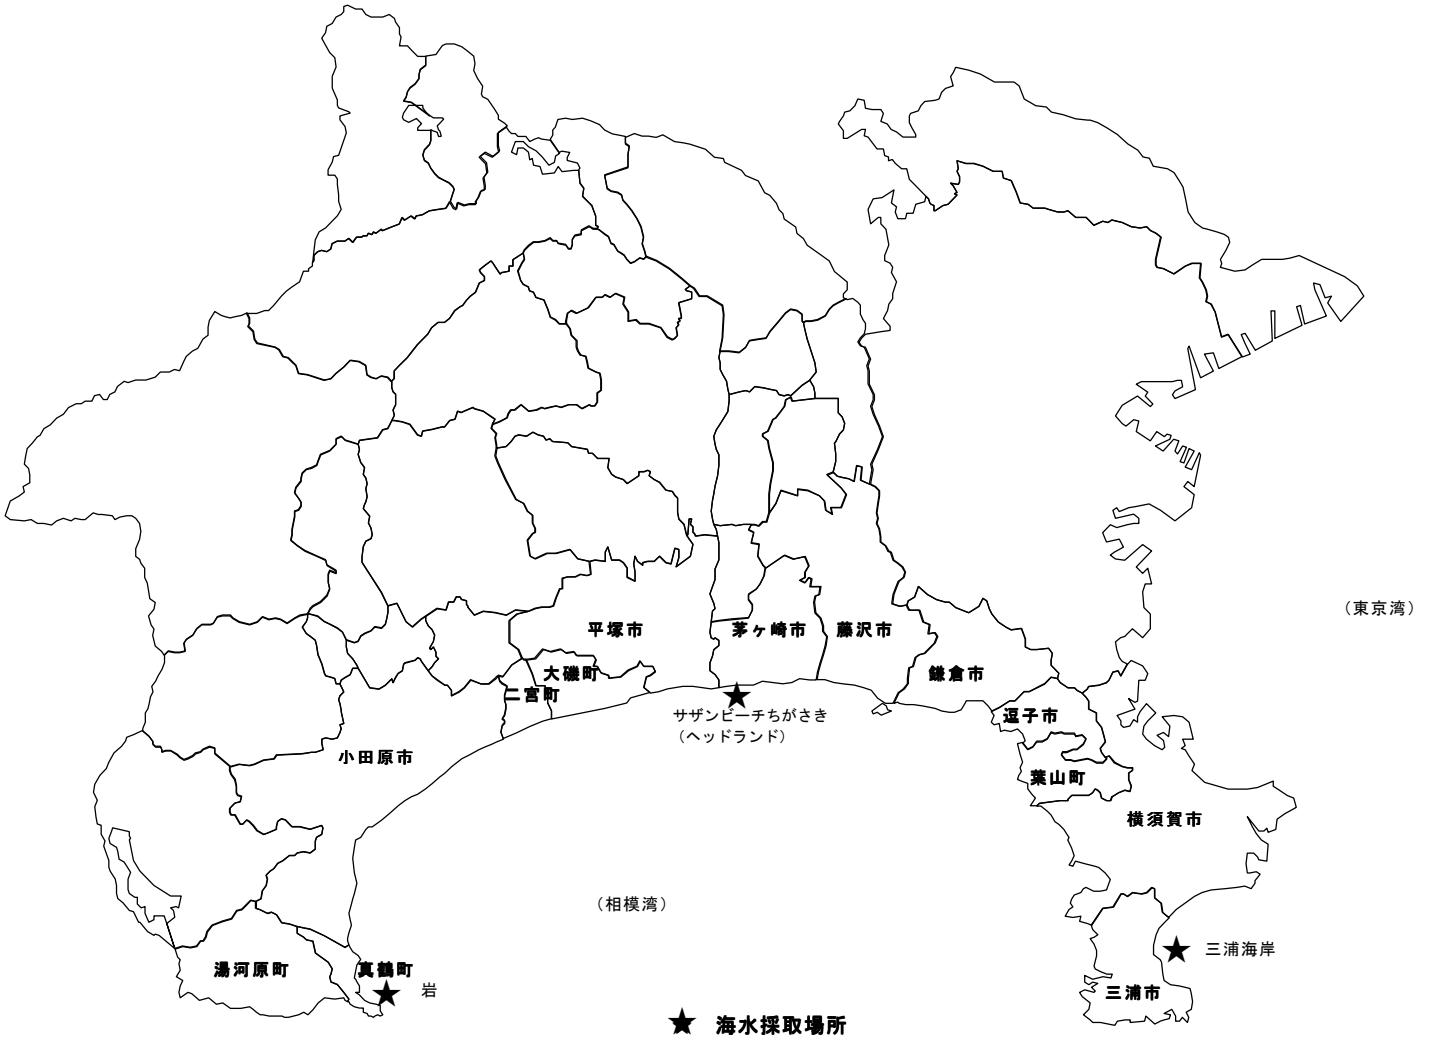 （東京湾）
平塚市
茅ヶ崎市
藤沢市
大磯町
鎌倉市
二宮町
サザンビーチちがさき
（ヘッドランド）
逗子市
小田原市
葉山町
横須賀市
（相模湾）
三浦海岸
湯河原町
真鶴町
岩
三浦市
★ 海水採取場所